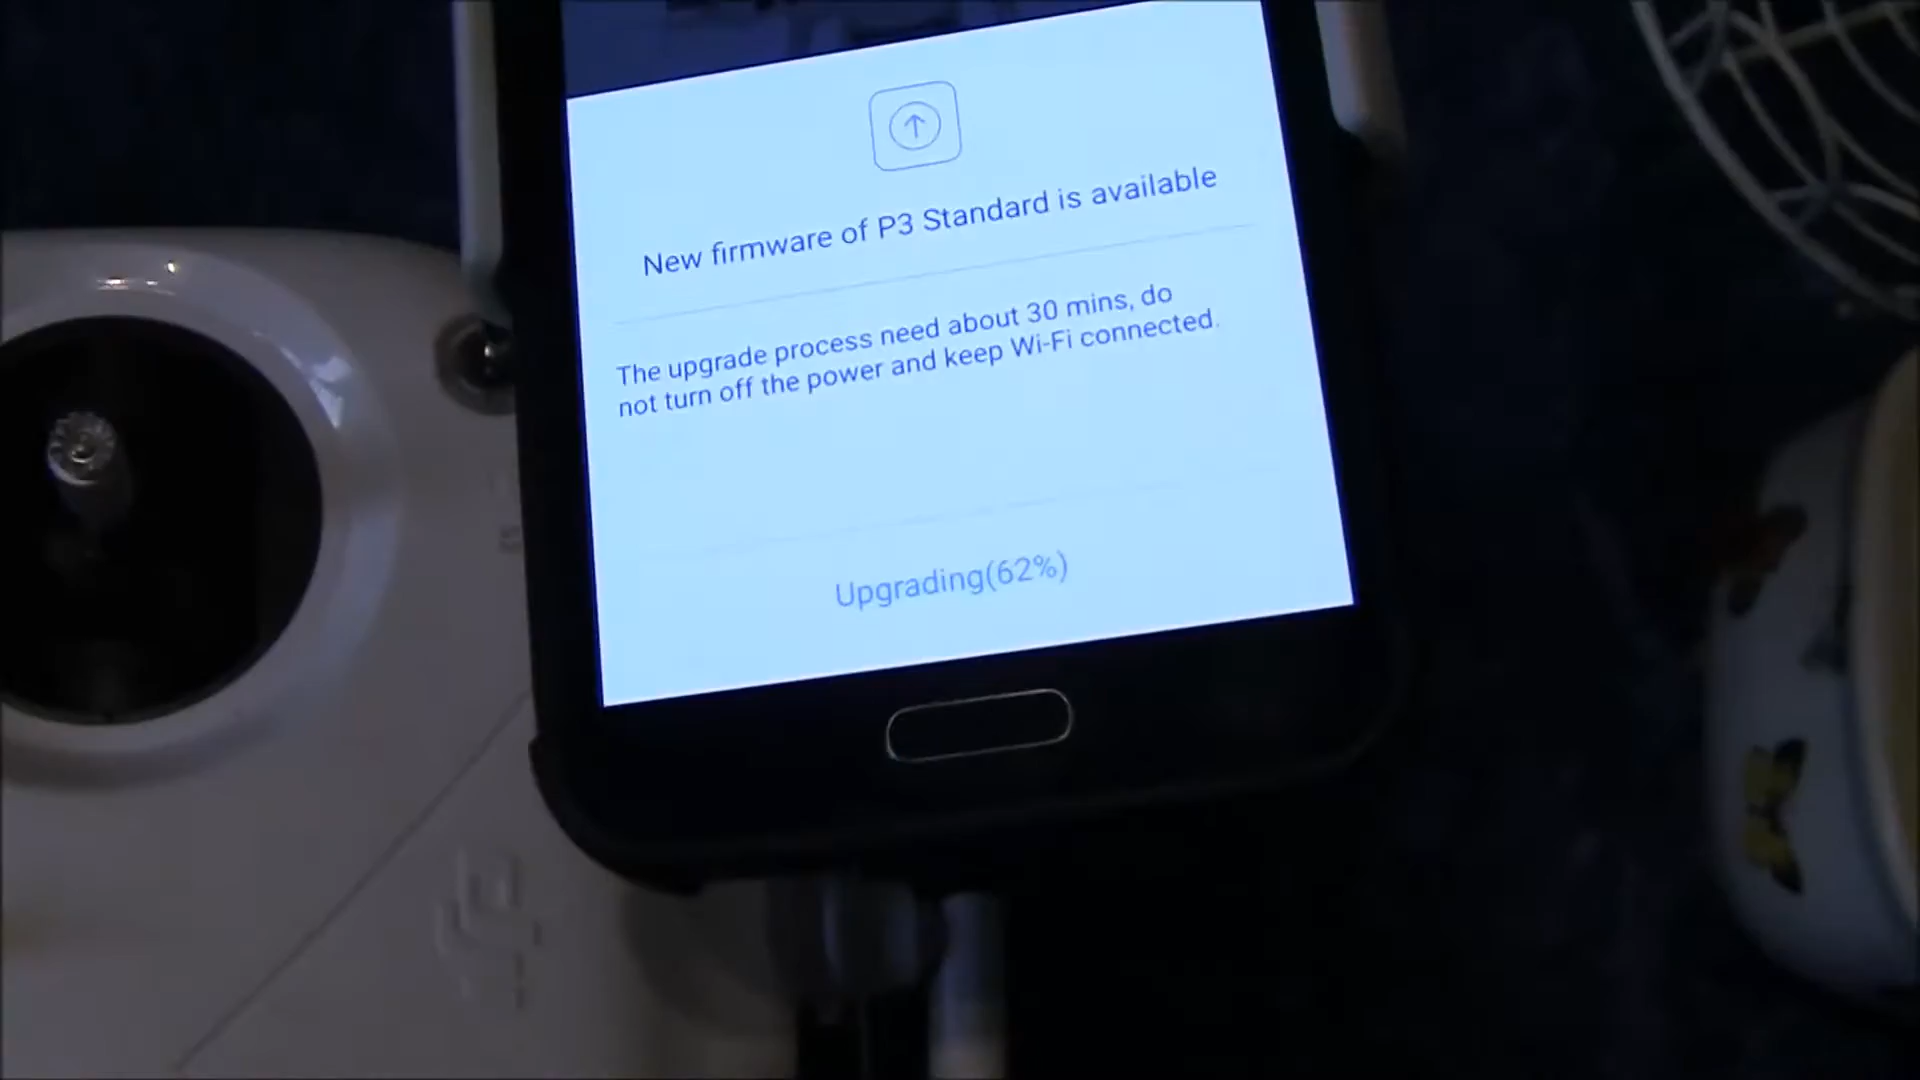 New firmware of P3 Standard is available
The upgrade process need about 30 mins, do
not turn off the power and keep Wi-Fi connected.
Upgrading(62%)